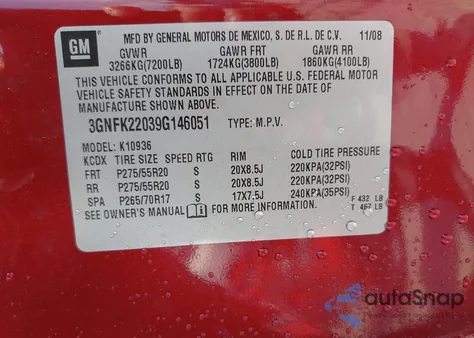 GM
MFD BY GENERAL MOTORS DE MEXICO, S. DE R.L. DE C.V. 11/08
GVWR GAWR FRT GAWR RR
3266KG(7200LB) 1724KG(3800LB) 1860KG(4100LB)
THIS VEHICLE CONFORMS TO ALL APPLICABLE U.S. FEDERAL MOTOR
VEHICLE SAFETY STANDARDS IN EFFECT ON THE DATE OF
MANUFACTURE SHOWN ABOVE.
3GNFK22039G146051 TYPE: M.P.V.
MODEL: K10936
KCDX TIRE SIZE SPEED RTG RIM COLD TIRE PRESSURE
FRT P275/55R20 S 20X8.5J 220KPA(32PSI)
RR P275/55R20 S 20X8.5J 220KPA(32PSI)
SPA P265/70R17 S 17X7.5J 240KPA(35PSI)
SEE OWNER'S MANUAL FOR MORE INFORMATION
F 432 LB
T 457 LB
autoSnap